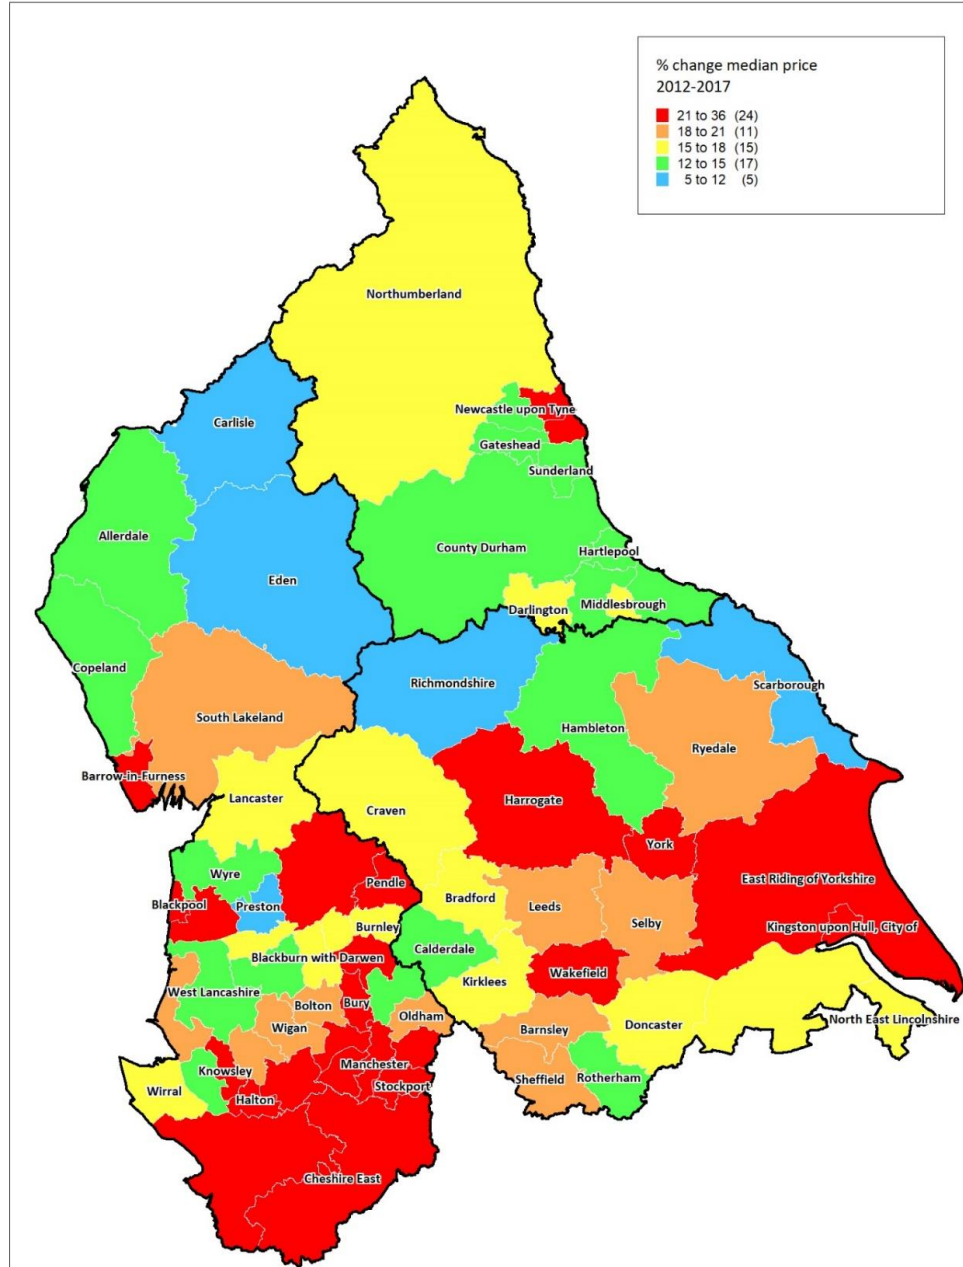 % change median price
2012-2017
21 to 36 (24)
18 to 21 (11)
15 to 18 (15)
12 to 15 (17)
5 to 12 (5)
Northumberland
Newcastle upon Tyne
Carlisle
Gateshead
Sunderland
Allerdale
County Durham
Hartlepool
Eden
Darlington
Middlesbrough
Copeland
Richmondshire
Scarborough
South Lakeland
Hambleton
Ryedale
Barrow-in-Furness
Lancaster
Craven
Harrogate
York
Wyre
Pendle
East Riding of Yorkshire
Blackpool
Preston
Bradford
Leeds
Selby
Burnley
Kingston upon Hull, City of
Blackburn with Darwen
Calderdale
Wakefield
West Lancashire
Kirklees
Bolton
Bury
Wigan
Oldham
Barnsley
Doncaster
North East Lincolnshire
Manchester
Knowsley
Wirral
Stockport
Sheffield
Rotherham
Halton
Cheshire East